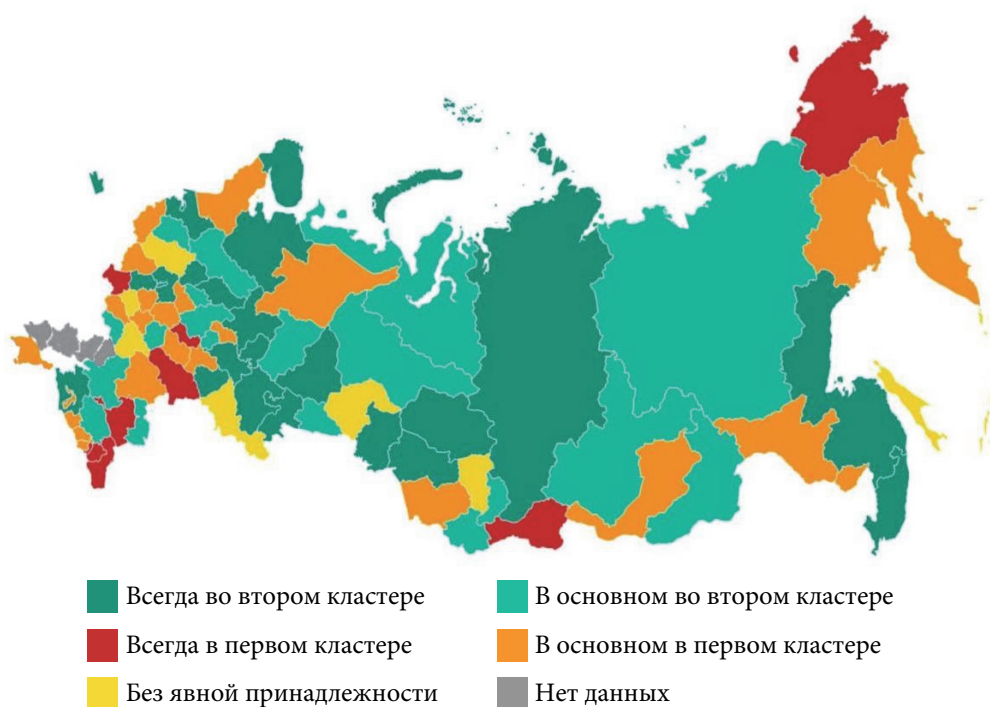 Всегда во втором кластере
В основном во втором кластере
Всегда в первом кластере
В основном в первом кластере
Без явной принадлежности
Нет данных